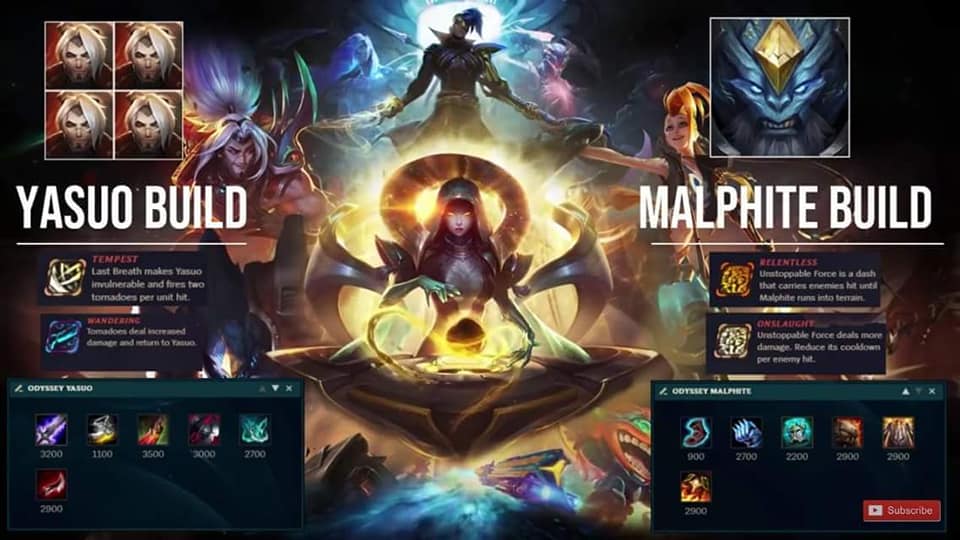 YASUO BUILD
TEMPEST
Last Breath makes Yasuo
invulnerable and fires two
tornadoes per unit hit.
WANDERING
Tornadoes deal increased
damage and return to Yasuo.
ODYSSEY YASUO
3200 1100 3500 3000 2700
2900
MALPHITE BUILD
RELENTLESS
Unstoppable Force is a dash
that carries enemies hit until
Malphite runs into terrain.
ONSLAUGHT
Unstoppable Force deals more
damage. Reduce its cooldown
per enemy hit.
ODYSSEY MALPHITE
900 2700 2200 2900 2900
2900
Subscribe